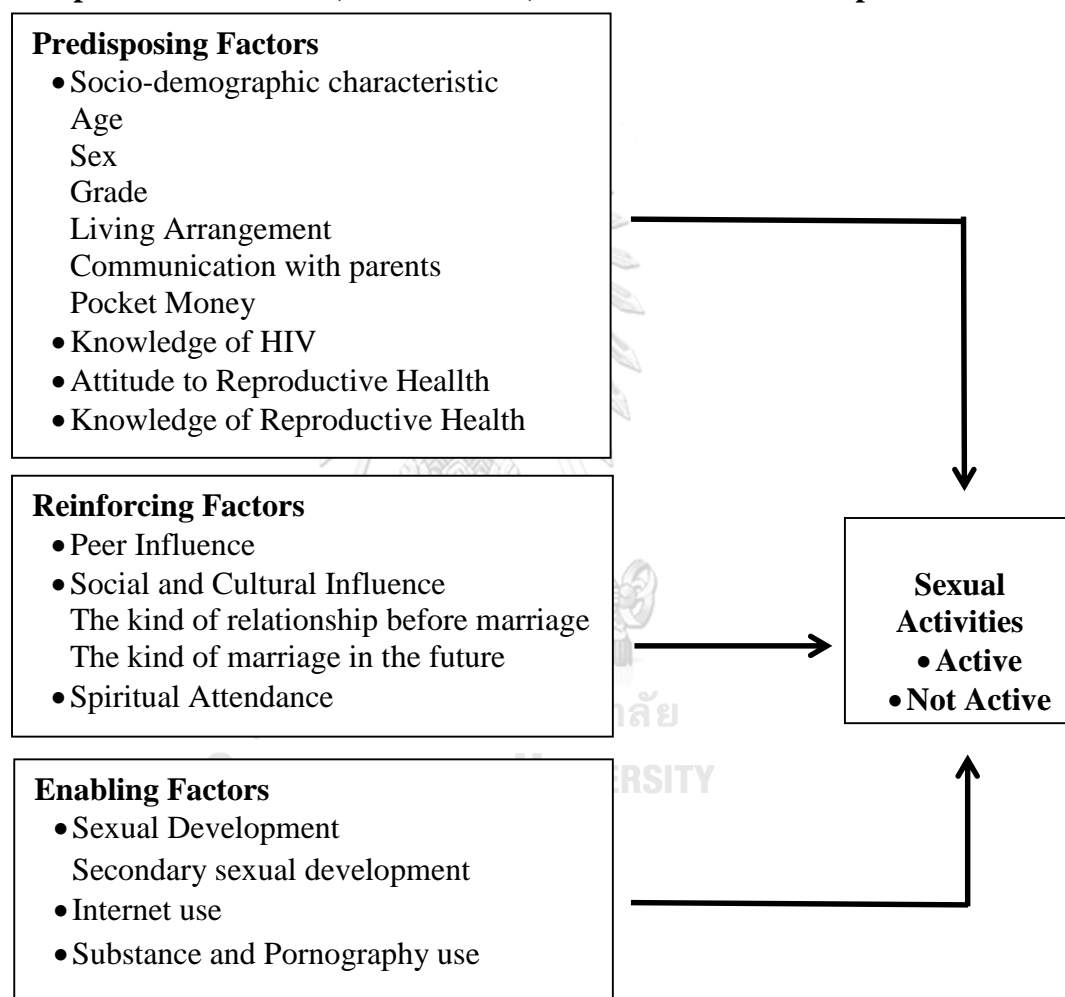 Predisposing Factors
• Socio-demographic characteristic
Age
Sex
Grade
Living Arrangement
Communication with parents
Pocket Money
• Knowledge of HIV
• Attitude to Reproductive Heallth
• Knowledge of Reproductive Health
Reinforcing Factors
• Peer Influence
• Social and Cultural Influence
The kind of relationship before marriage
The kind of marriage in the future
• Spiritual Attendance
Sexual
Activities
• Active
• Not Active
Enabling Factors
• Sexual Development
Secondary sexual development
• Internet use
• Substance and Pornography use